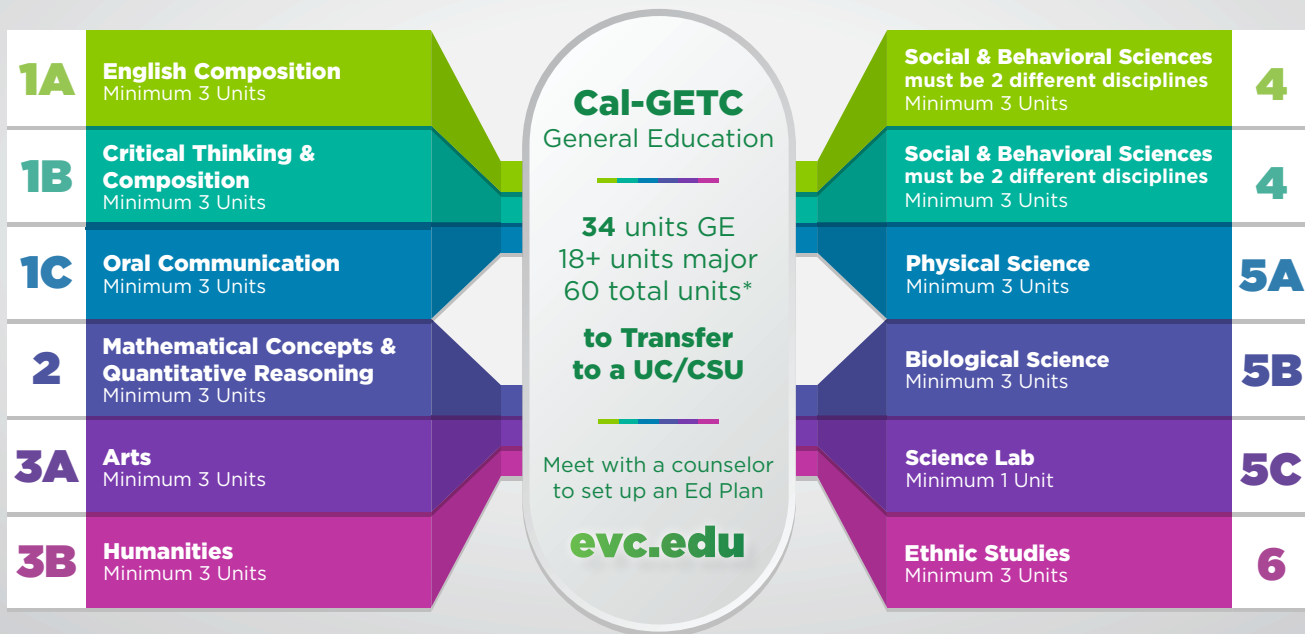 1A
English Composition
Minimum 3 Units
1B
Critical Thinking &
Composition
Minimum 3 Units
1C
Oral Communication
Minimum 3 Units
2
Mathematical Concepts &
Quantitative Reasoning
Minimum 3 Units
3A
Arts
Minimum 3 Units
3B
Humanities
Minimum 3 Units
Cal-GETC
General Education
34 units GE
18+ units major
60 total units*
to Transfer
to a UC/CSU
Meet with a counselor
to set up an Ed Plan
evc.edu
Social & Behavioral Sciences
must be 2 different disciplines
Minimum 3 Units
4
Social & Behavioral Sciences
must be 2 different disciplines
Minimum 3 Units
4
Physical Science
Minimum 3 Units
5A
Biological Science
Minimum 3 Units
5B
Science Lab
Minimum 1 Unit
5C
Ethnic Studies
Minimum 3 Units
6